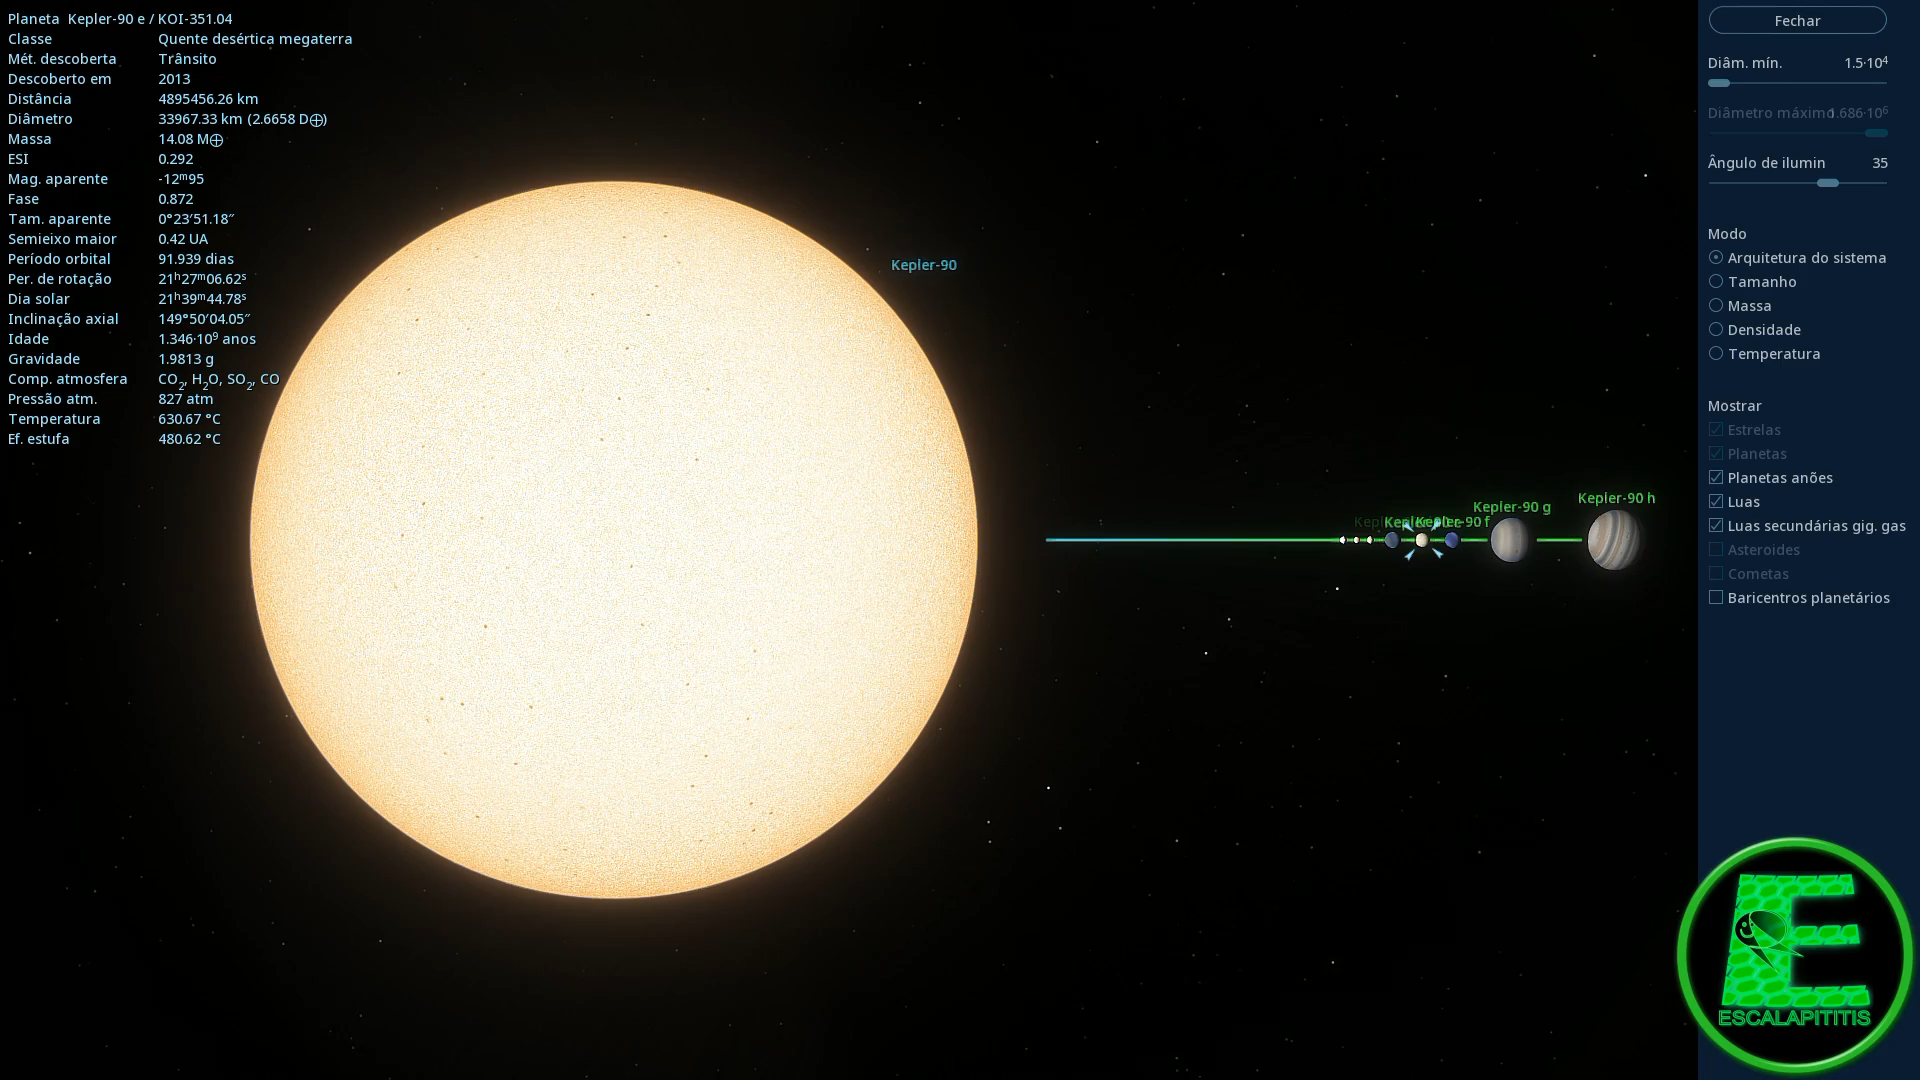 Planeta Kepler-90 e / KOI-351.04
Classe Quente desértica megaterra
Mét. descoberta Trânsito
Descoberto em 2013
Distância 4895456.26 km
Diâmetro 33967.33 km (2.6658 D⊕)
Massa 14.08 M⊕
ESI 0.292
Mag. aparente -12ᵐ95
Fase 0.872
Tam. aparente 0°23′51.18″
Semieixo maior 0.42 UA
Período orbital 91.939 dias
Per. de rotação 21ʰ27ᵐ06.62ˢ
Dia solar 21ʰ39ᵐ44.78ˢ
Inclinação axial 149°50′04.05″
Idade 1.346·10⁹ anos
Gravidade 1.9813 g
Comp. atmosfera CO₂, H₂O, SO₂, CO
Pressão atm. 827 atm
Temperatura 630.67 °C
Ef. estufa 480.62 °C
Kepler-90
Kepler-90 g
Kepler-90 h
Fechar
Diâm. mín. 1.5·10⁴
Diâmetro máximo 1.686·10⁶
Ângulo de ilumin 35
Modo
Arquitetura do sistema
Tamanho
Massa
Densidade
Temperatura
Mostrar
Estrelas
Planetas
Planetas anões
Luas
Luas secundárias gig. gas
Asteroides
Cometas
Baricentros planetários
E
ESCALAPITITIS